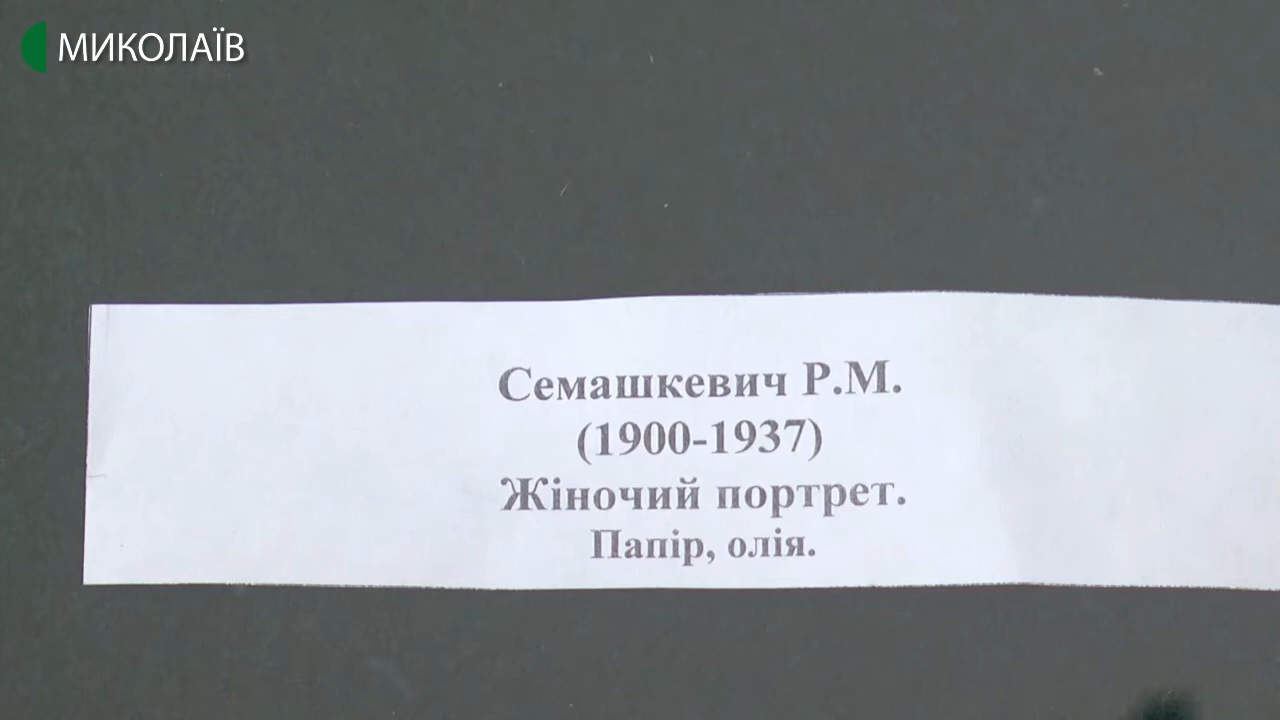 МИКОЛАЇВ
Семашкевич Р.М.
(1900-1937)
Жіночий портрет.
Папір, олія.